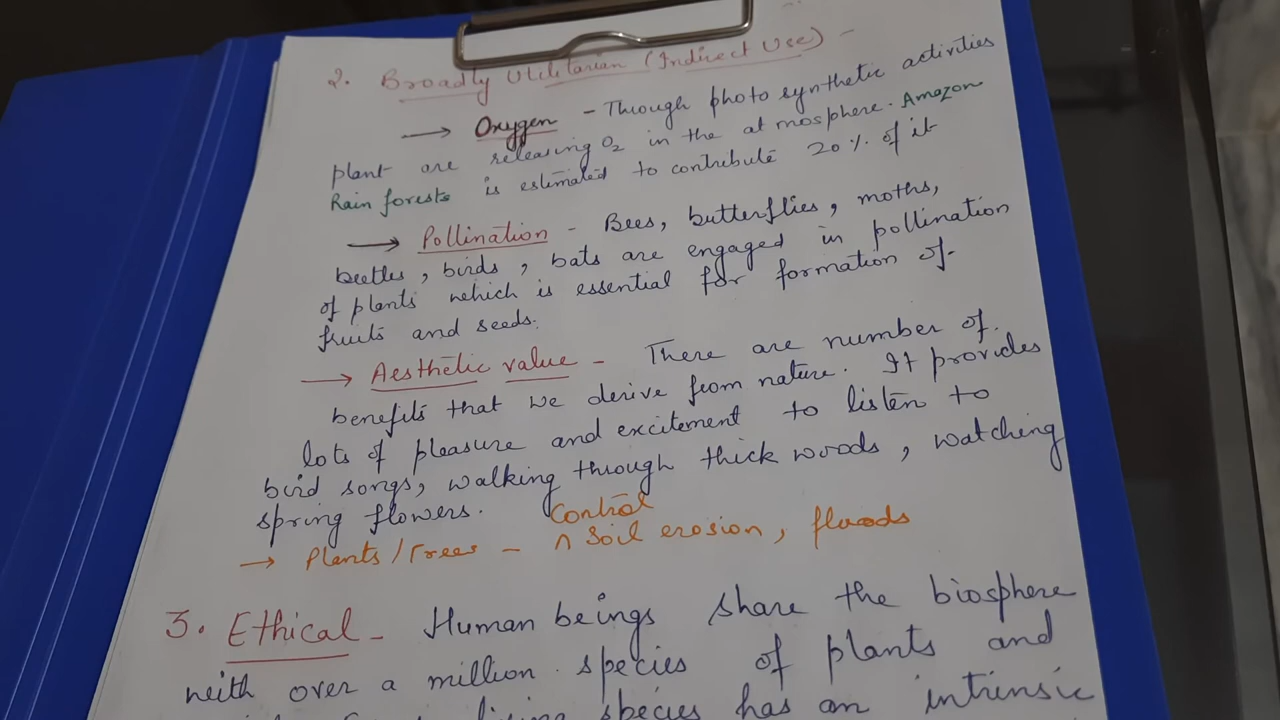 2. Broadly Utilitarian (Indirect Use) -
→ Oxygen - Through photo synthetic activities
plant are releasing O2 in the at mosphere. Amazon
Rain forests is estimated to contribute 20% of it
→ Pollination - Bees, butterflies, moths,
beetles, birds, bats are engaged in pollination
of plants which is essential for formation of
fruits and seeds.
→ Aesthetic value - There are number of
benefits that we derive from nature. It provides
lots of pleasure and excitement to listen to
bird songs, walking through thick woods, watching
spring flowers.
Control
→ Plants/Trees - ^ Soil erosion, floods
3. Ethical - Human beings share the biosphere
with over a million species of plants and
living species has an intrinsic